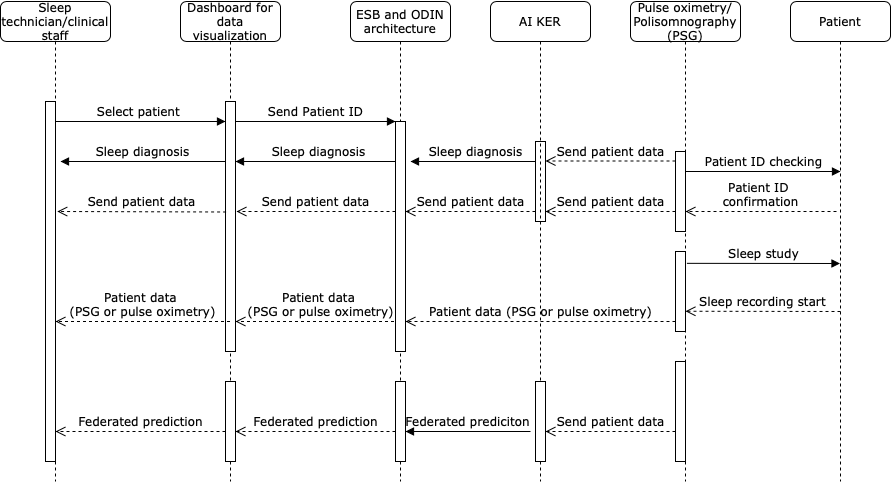 Sleep
technician/clinical
staff
Dashboard for
data
visualization
ESB and ODIN
architecture
AI KER
Pulse oximetry/
Polisomnography
(PSG)
Patient
Select patient
Send Patient ID
Sleep diagnosis
Sleep diagnosis
Sleep diagnosis
Send patient data
Patient ID checking
Send patient data
Send patient data
Send patient data
Send patient data
Patient ID
confirmation
Sleep study
Patient data
(PSG or pulse oximetry)
Patient data
(PSG or pulse oximetry)
Patient data (PSG or pulse oximetry)
Sleep recording start
Federated prediction
Federated prediction
Federated prediciton
Send patient data